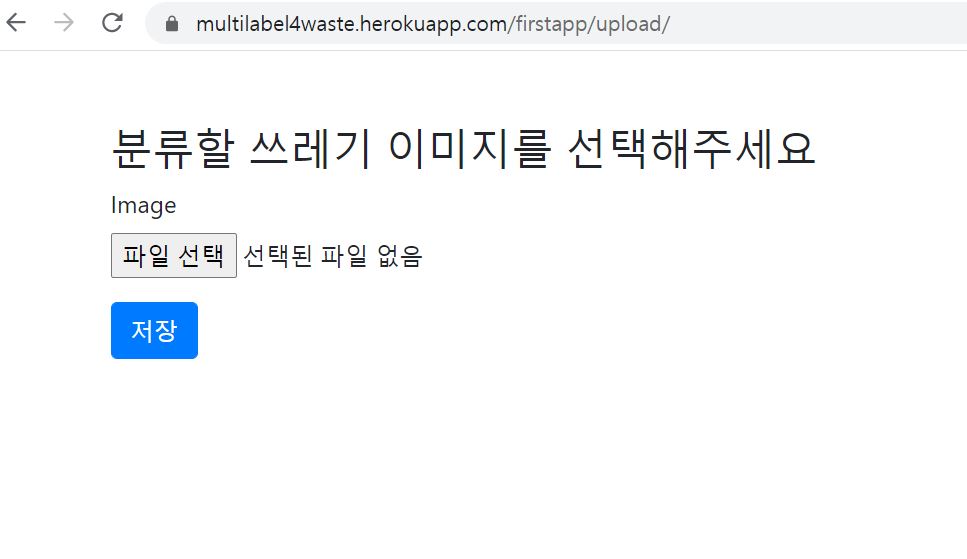 multilabel4waste.herokuapp.com/firstapp/upload/
분류할 쓰레기 이미지를 선택해주세요
Image
파일 선택 선택된 파일 없음
저장